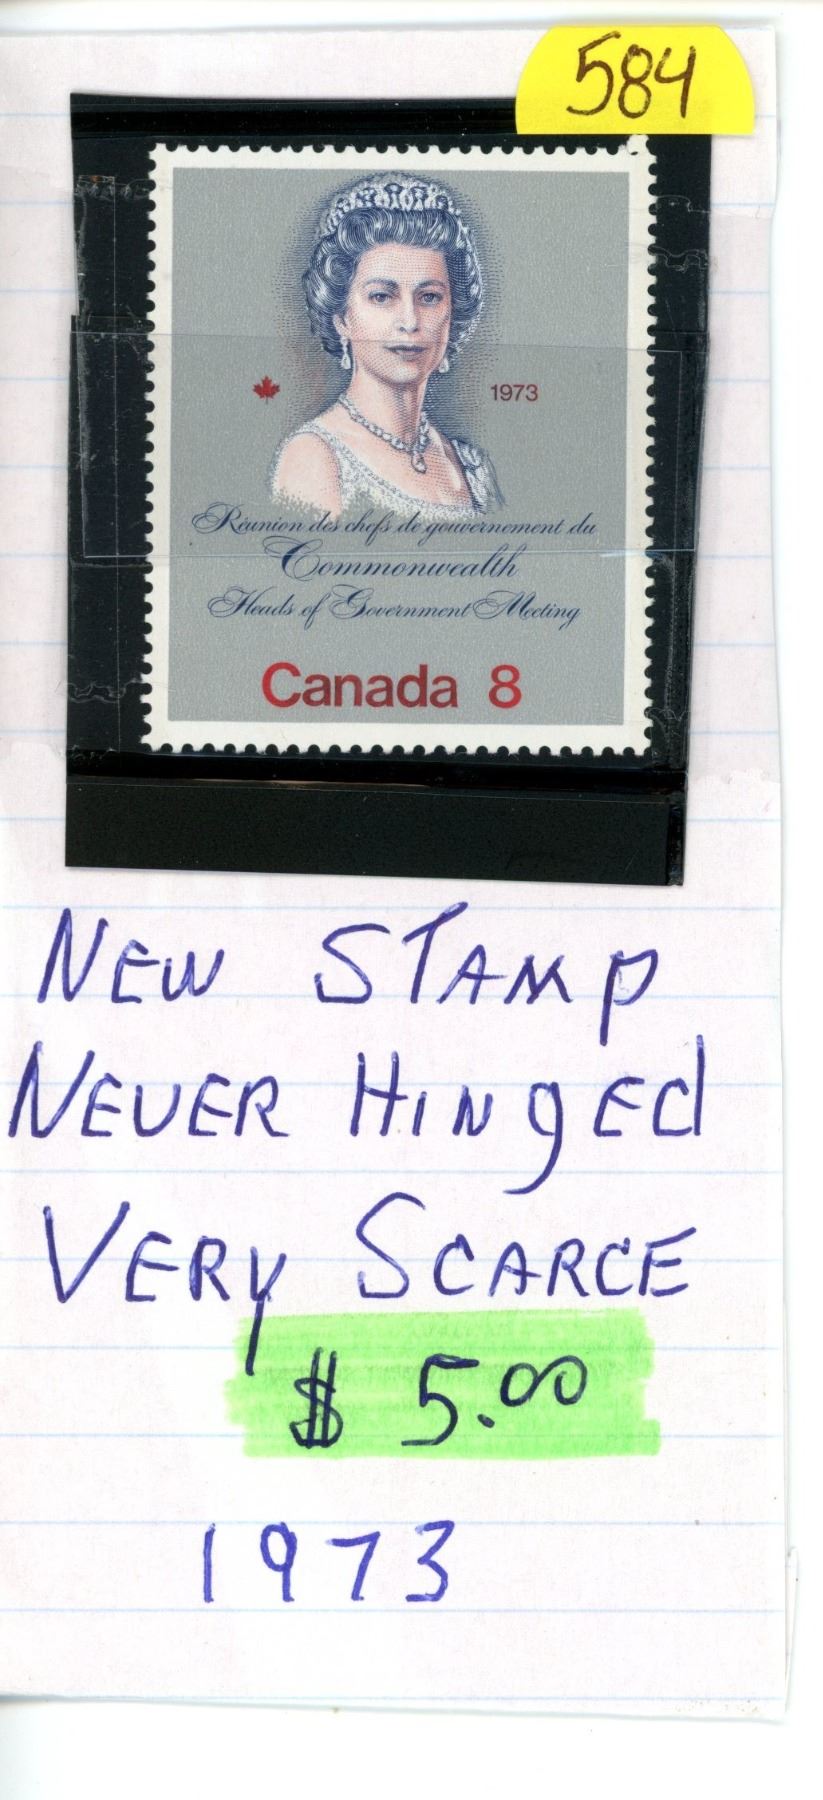 584
1973
Réunion des chefs de gouvernement du
Commonwealth
Heads of Government Meeting
Canada 8
NEW STAMP
NEVER HINgEd
VERy SCARCE
$ 5.00
1973